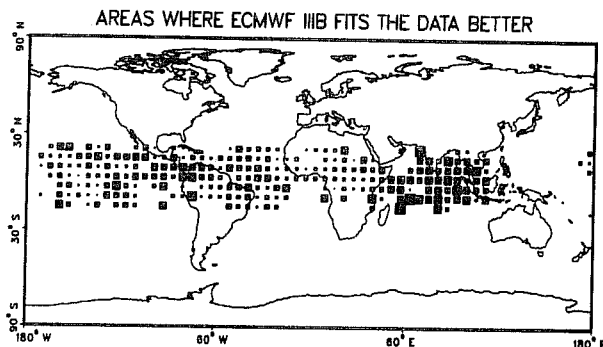 AREAS WHERE ECMWF IIIB FITS THE DATA BETTER
90° N
30° N
30° S
90° S
180° W
60° W
60° E
180° E